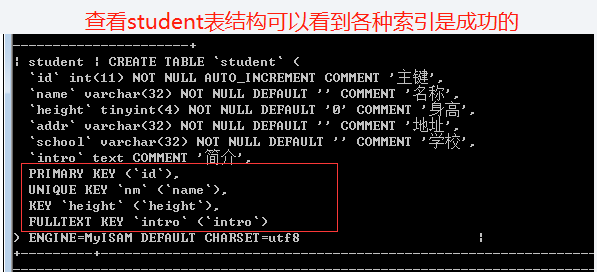 查看student表结构可以看到各种索引是成功的
-----------------------+
| student | CREATE TABLE `student` (
`id` int(11) NOT NULL AUTO_INCREMENT COMMENT '主键',
`name` varchar(32) NOT NULL DEFAULT '' COMMENT '名称',
`height` tinyint(4) NOT NULL DEFAULT '0' COMMENT '身高',
`addr` varchar(32) NOT NULL DEFAULT '' COMMENT '地址',
`school` varchar(32) NOT NULL DEFAULT '' COMMENT '学校',
`intro` text COMMENT '简介',
PRIMARY KEY (`id`),
UNIQUE KEY `nm` (`name`),
KEY `height` (`height`),
FULLTEXT KEY `intro` (`intro`)
) ENGINE=MyISAM DEFAULT CHARSET=utf8 |
+---------+-----------------------------------------------